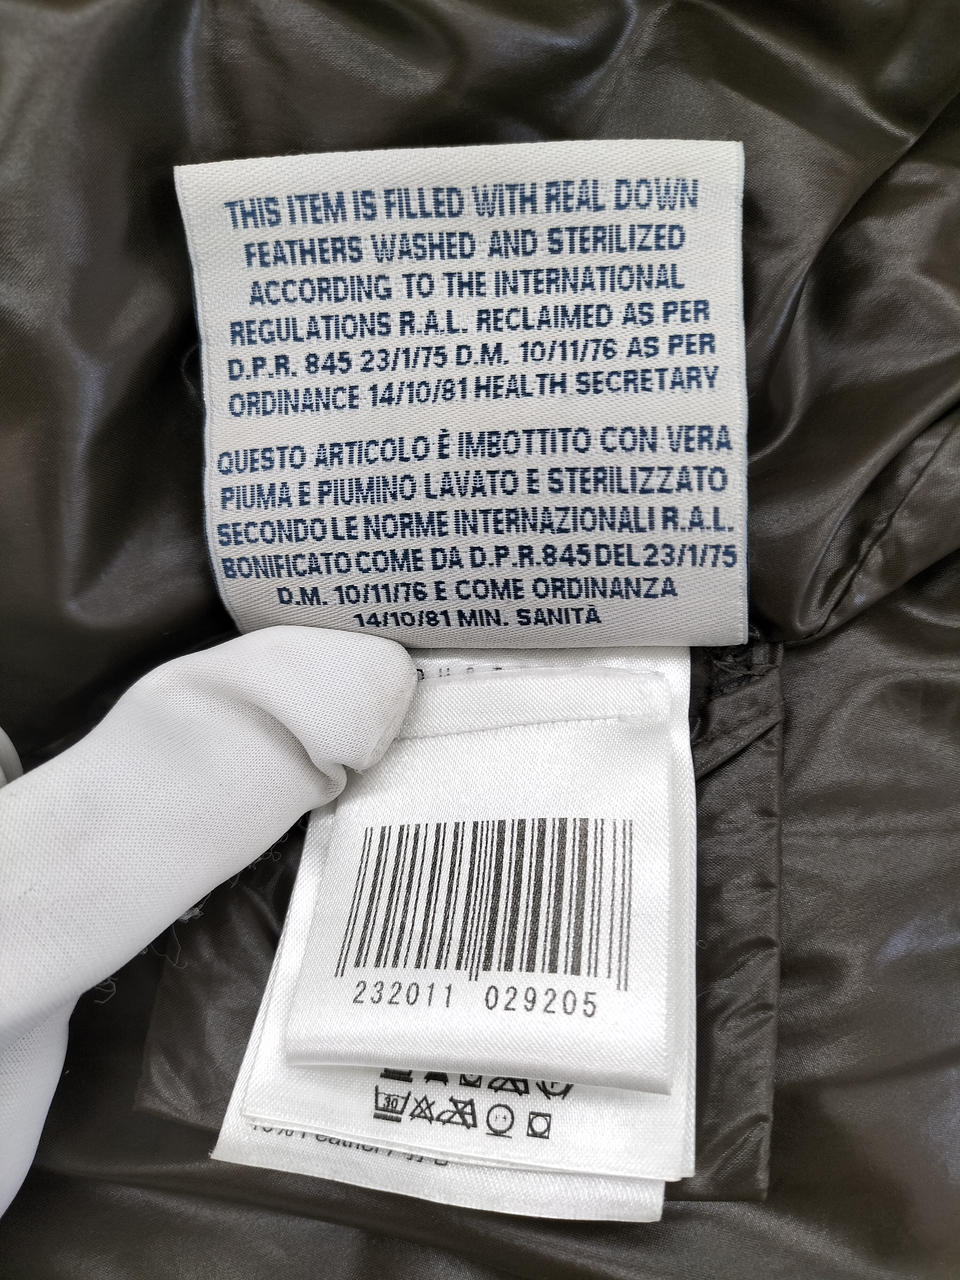 THIS ITEM IS FILLED WITH REAL DOWN
FEATHERS WASHED AND STERILIZED
ACCORDING TO THE INTERNATIONAL
REGULATIONS R.A.L. RECLAIMED AS PER
D.P.R. 845 23/1/75 D.M. 10/11/76 AS PER
ORDINANCE 14/10/81 HEALTH SECRETARY
QUESTO ARTICOLO È IMBOTTITO CON VERA
PIUMA E PIUMINO LAVATO E STERILIZZATO
SECONDO LE NORME INTERNAZIONALI R.A.L.
BONIFICATO COME DA D.P.R.845 DEL 23/1/75
D.M. 10/11/76 E COME ORDINANZA
14/10/81 MIN. SANITÀ
232011 029205
30